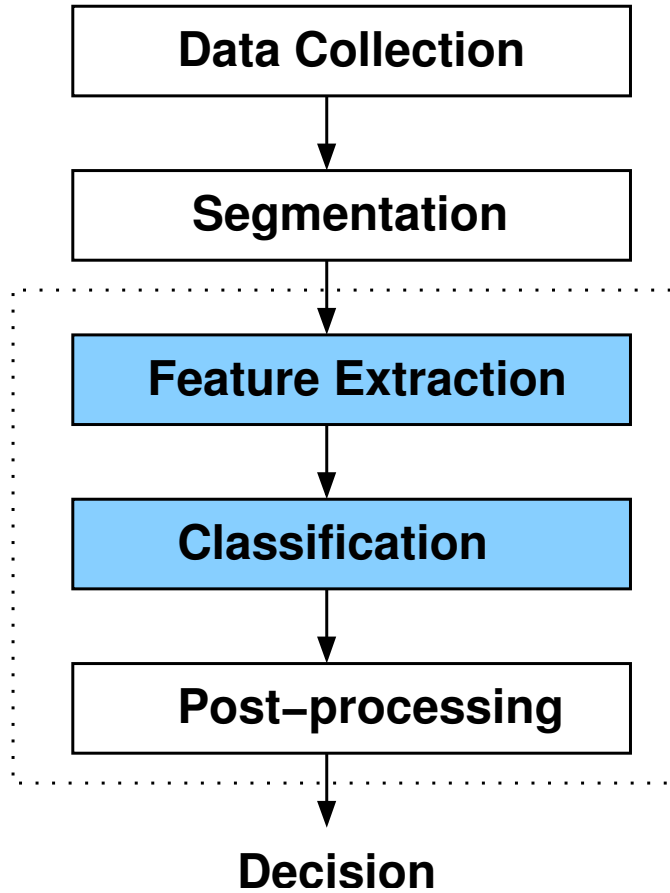 Data Collection
Segmentation
Feature Extraction
Classification
Post−processing
Decision